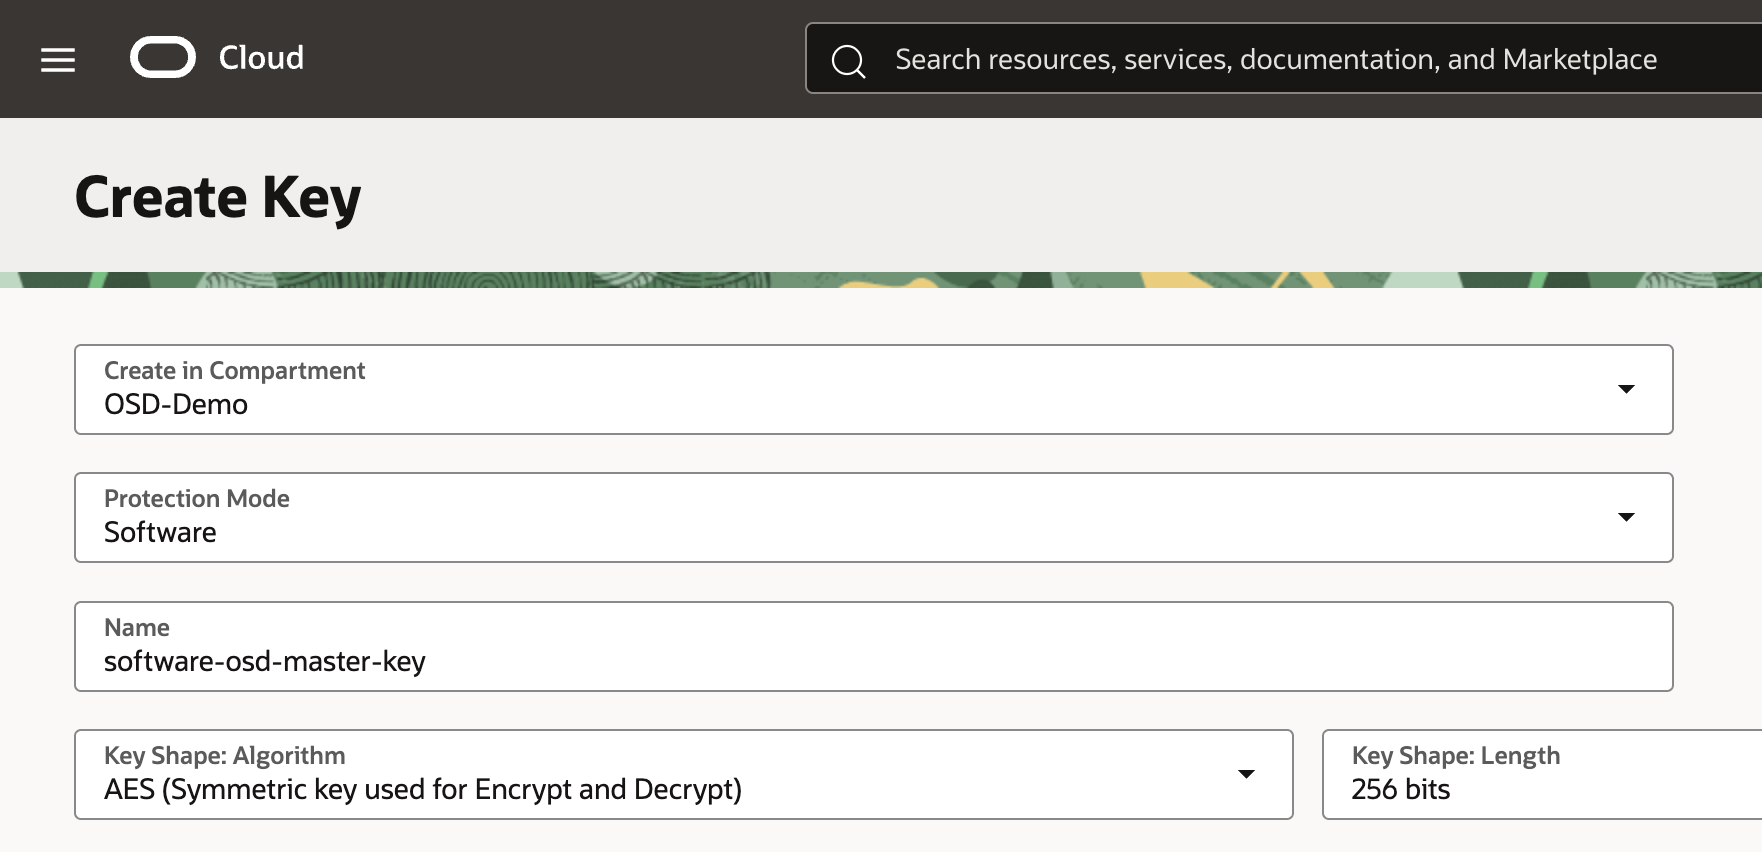 Cloud
Search resources, services, documentation, and Marketplace
Create Key
Create in Compartment
OSD-Demo
Protection Mode
Software
Name
software-osd-master-key
Key Shape: Algorithm
AES (Symmetric key used for Encrypt and Decrypt)
Key Shape: Length
256 bits